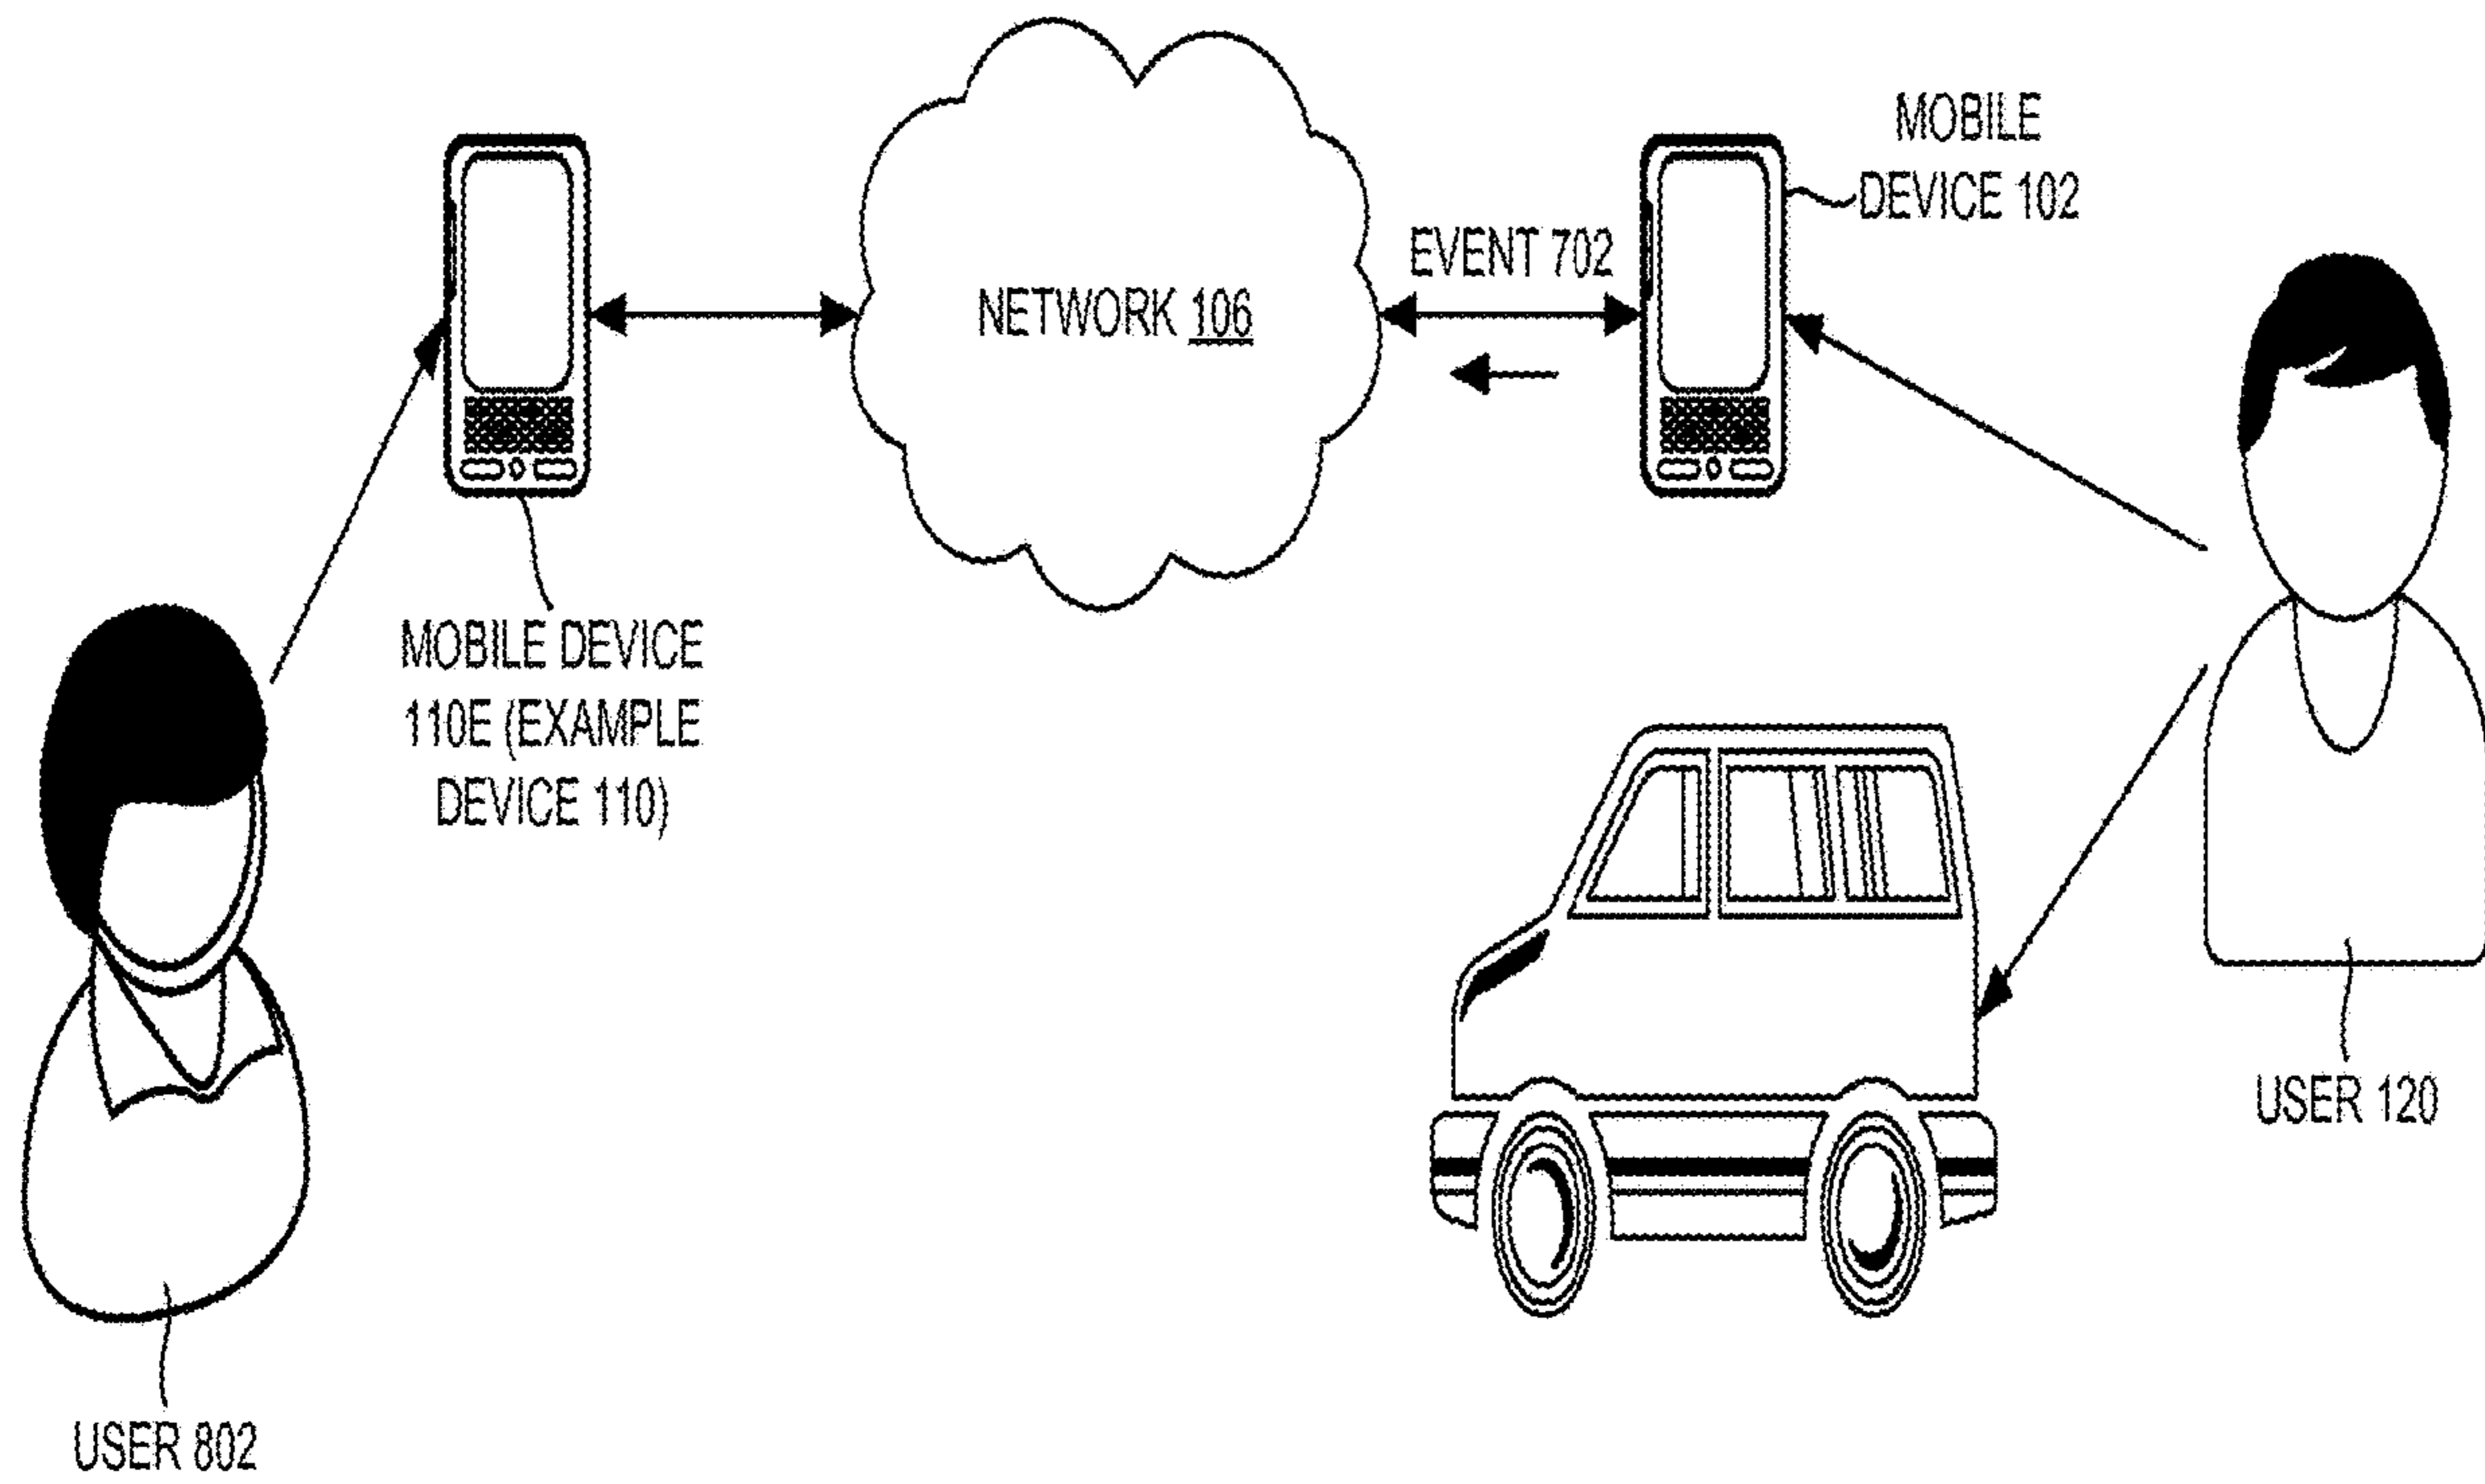 MOBILE
DEVICE 102
EVENT 702
NETWORK 106
MOBILE DEVICE
110E (EXAMPLE
DEVICE 110)
USER 120
USER 802